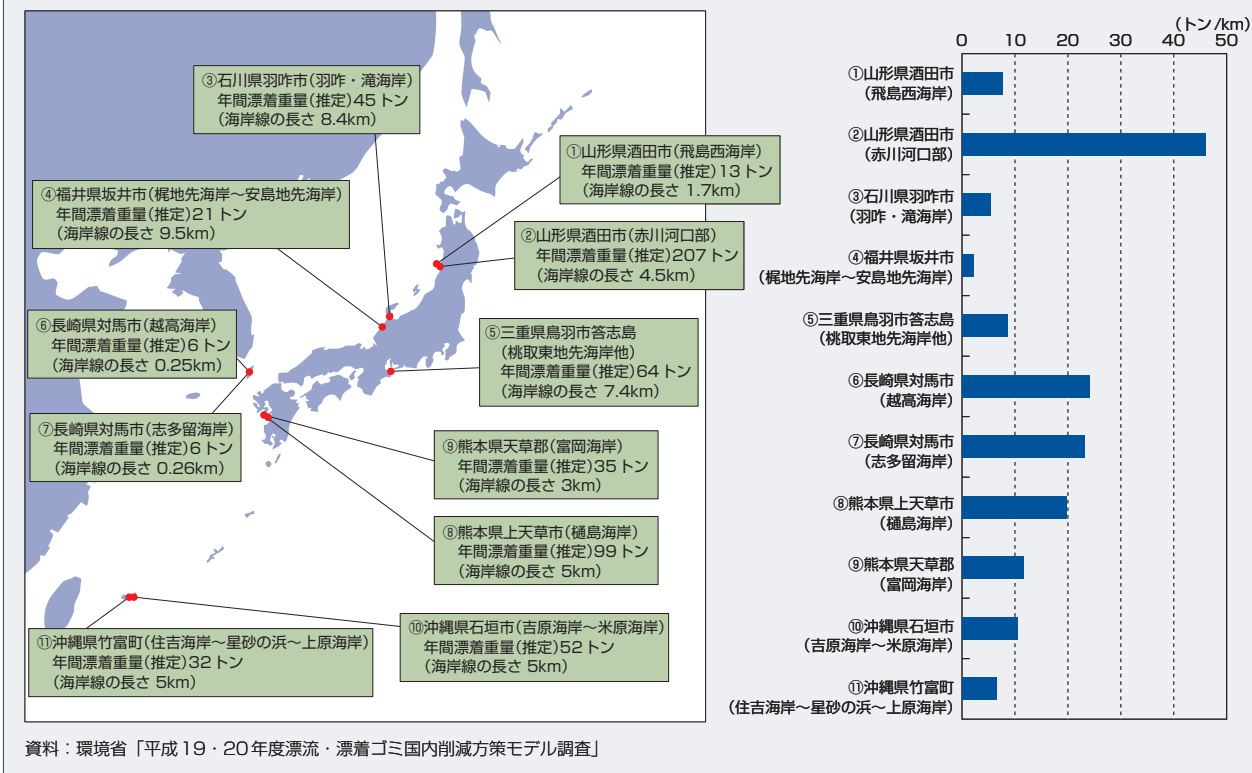 ③石川県羽咋市(羽咋・滝海岸)
年間漂着重量(推定)45トン
(海岸線の長さ 8.4km)
①山形県酒田市(飛島西海岸)
年間漂着重量(推定)13トン
(海岸線の長さ 1.7km)
④福井県坂井市(梶地先海岸～安島地先海岸)
年間漂着重量(推定)21トン
(海岸線の長さ 9.5km)
②山形県酒田市(赤川河口部)
年間漂着重量(推定)207トン
(海岸線の長さ 4.5km)
⑥長崎県対馬市(越高海岸)
年間漂着重量(推定)6トン
(海岸線の長さ 0.25km)
⑤三重県鳥羽市答志島
(桃取東地先海岸他)
年間漂着重量(推定)64トン
(海岸線の長さ 7.4km)
⑦長崎県対馬市(志多留海岸)
年間漂着重量(推定)6トン
(海岸線の長さ 0.26km)
⑨熊本県天草郡(富岡海岸)
年間漂着重量(推定)35トン
(海岸線の長さ 3km)
⑧熊本県上天草市(樋島海岸)
年間漂着重量(推定)99トン
(海岸線の長さ 5km)
⑩沖縄県石垣市(吉原海岸～米原海岸)
年間漂着重量(推定)52トン
(海岸線の長さ 5km)
⑪沖縄県竹富町(住吉海岸～星砂の浜～上原海岸)
年間漂着重量(推定)32トン
(海岸線の長さ 5km)
(トン/km)
0 10 20 30 40 50
①山形県酒田市
(飛島西海岸)
②山形県酒田市
(赤川河口部)
③石川県羽咋市
(羽咋・滝海岸)
④福井県坂井市
(梶地先海岸～安島地先海岸)
⑤三重県鳥羽市答志島
(桃取東地先海岸他)
⑥長崎県対馬市
(越高海岸)
⑦長崎県対馬市
(志多留海岸)
⑧熊本県上天草市
(樋島海岸)
⑨熊本県天草郡
(富岡海岸)
⑩沖縄県石垣市
(吉原海岸～米原海岸)
⑪沖縄県竹富町
(住吉海岸～星砂の浜～上原海岸)
資料：環境省「平成19・20年度漂流・漂着ゴミ国内削減方策モデル調査」